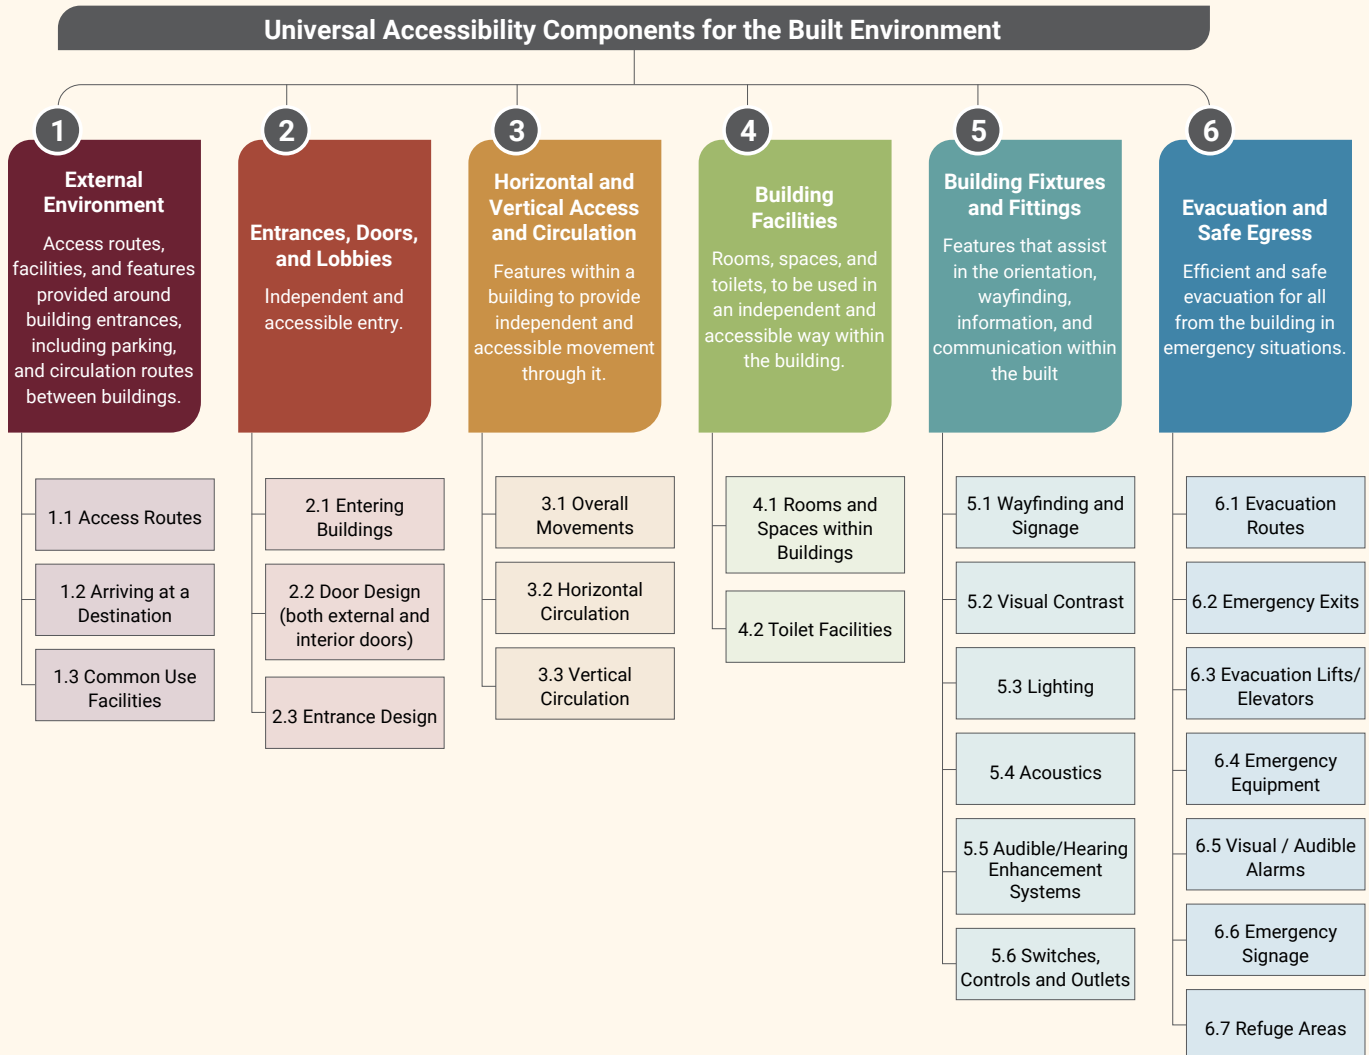 Universal Accessibility Components for the Built Environment
1
External
Environment
Access routes,
facilities, and features
provided around
building entrances,
including parking,
and circulation routes
between buildings.
1.1 Access Routes
1.2 Arriving at a
Destination
1.3 Common Use
Facilities
2
Entrances, Doors,
and Lobbies
Independent and
accessible entry.
2.1 Entering
Buildings
2.2 Door Design
(both external and
interior doors)
2.3 Entrance Design
3
Horizontal and
Vertical Access
and Circulation
Features within a
building to provide
independent and
accessible movement
through it.
3.1 Overall
Movements
3.2 Horizontal
Circulation
3.3 Vertical
Circulation
4
Building
Facilities
Rooms, spaces, and
toilets, to be used in
an independent and
accessible way within
the building.
4.1 Rooms and
Spaces within
Buildings
4.2 Toilet Facilities
5
Building Fixtures
and Fittings
Features that assist
in the orientation,
wayfinding,
information, and
communication within
the built
5.1 Wayfinding and
Signage
5.2 Visual Contrast
5.3 Lighting
5.4 Acoustics
5.5 Audible/Hearing
Enhancement
Systems
5.6 Switches,
Controls and Outlets
6
Evacuation and
Safe Egress
Efficient and safe
evacuation for all
from the building in
emergency situations.
6.1 Evacuation
Routes
6.2 Emergency Exits
6.3 Evacuation Lifts/
Elevators
6.4 Emergency
Equipment
6.5 Visual / Audible
Alarms
6.6 Emergency
Signage
6.7 Refuge Areas